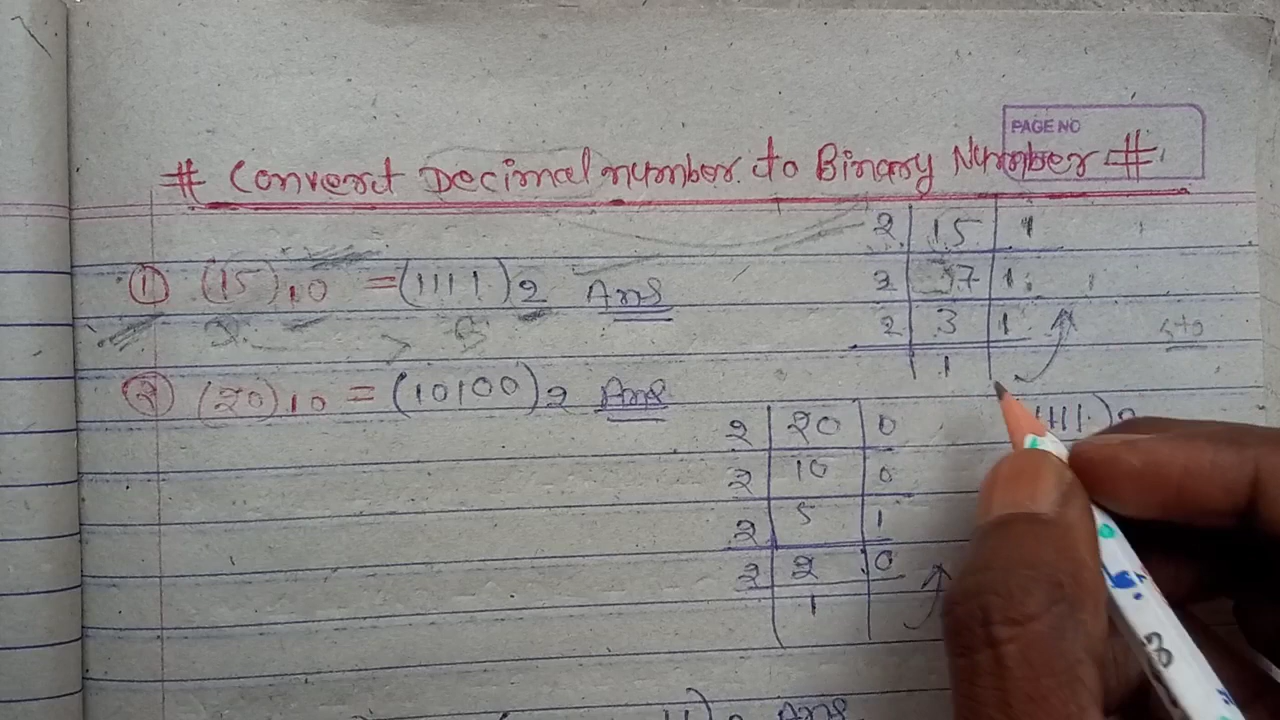 PAGE NO
# Convert Decimal number to Binary Number #
2 15 1
① (15)10 = (1111)2 Ans
2 7 1
2 3 1
1
② (20)10 = (10100)2 Ans
2 20 0
2 10 0
2 5 1
2 2 0
1
Ans
3